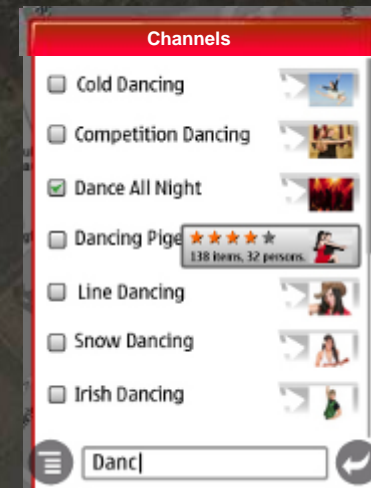 Channels
Cold Dancing
Competition Dancing
Dance All Night
Dancing Pige
138 items, 32 persons.
Line Dancing
Snow Dancing
Irish Dancing
Danc